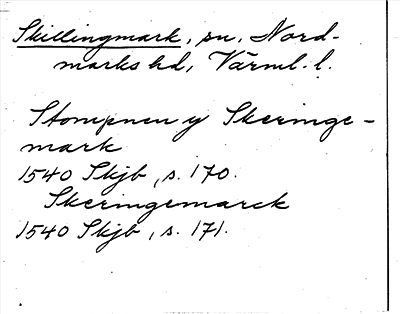 Skillingmark, sn, Nord-
marks hd, Värml. l.
Stompnen y Skeringe-
mark
1540 Skjb, s. 170.
Skeringemarck
1540 Skjb, s. 171.